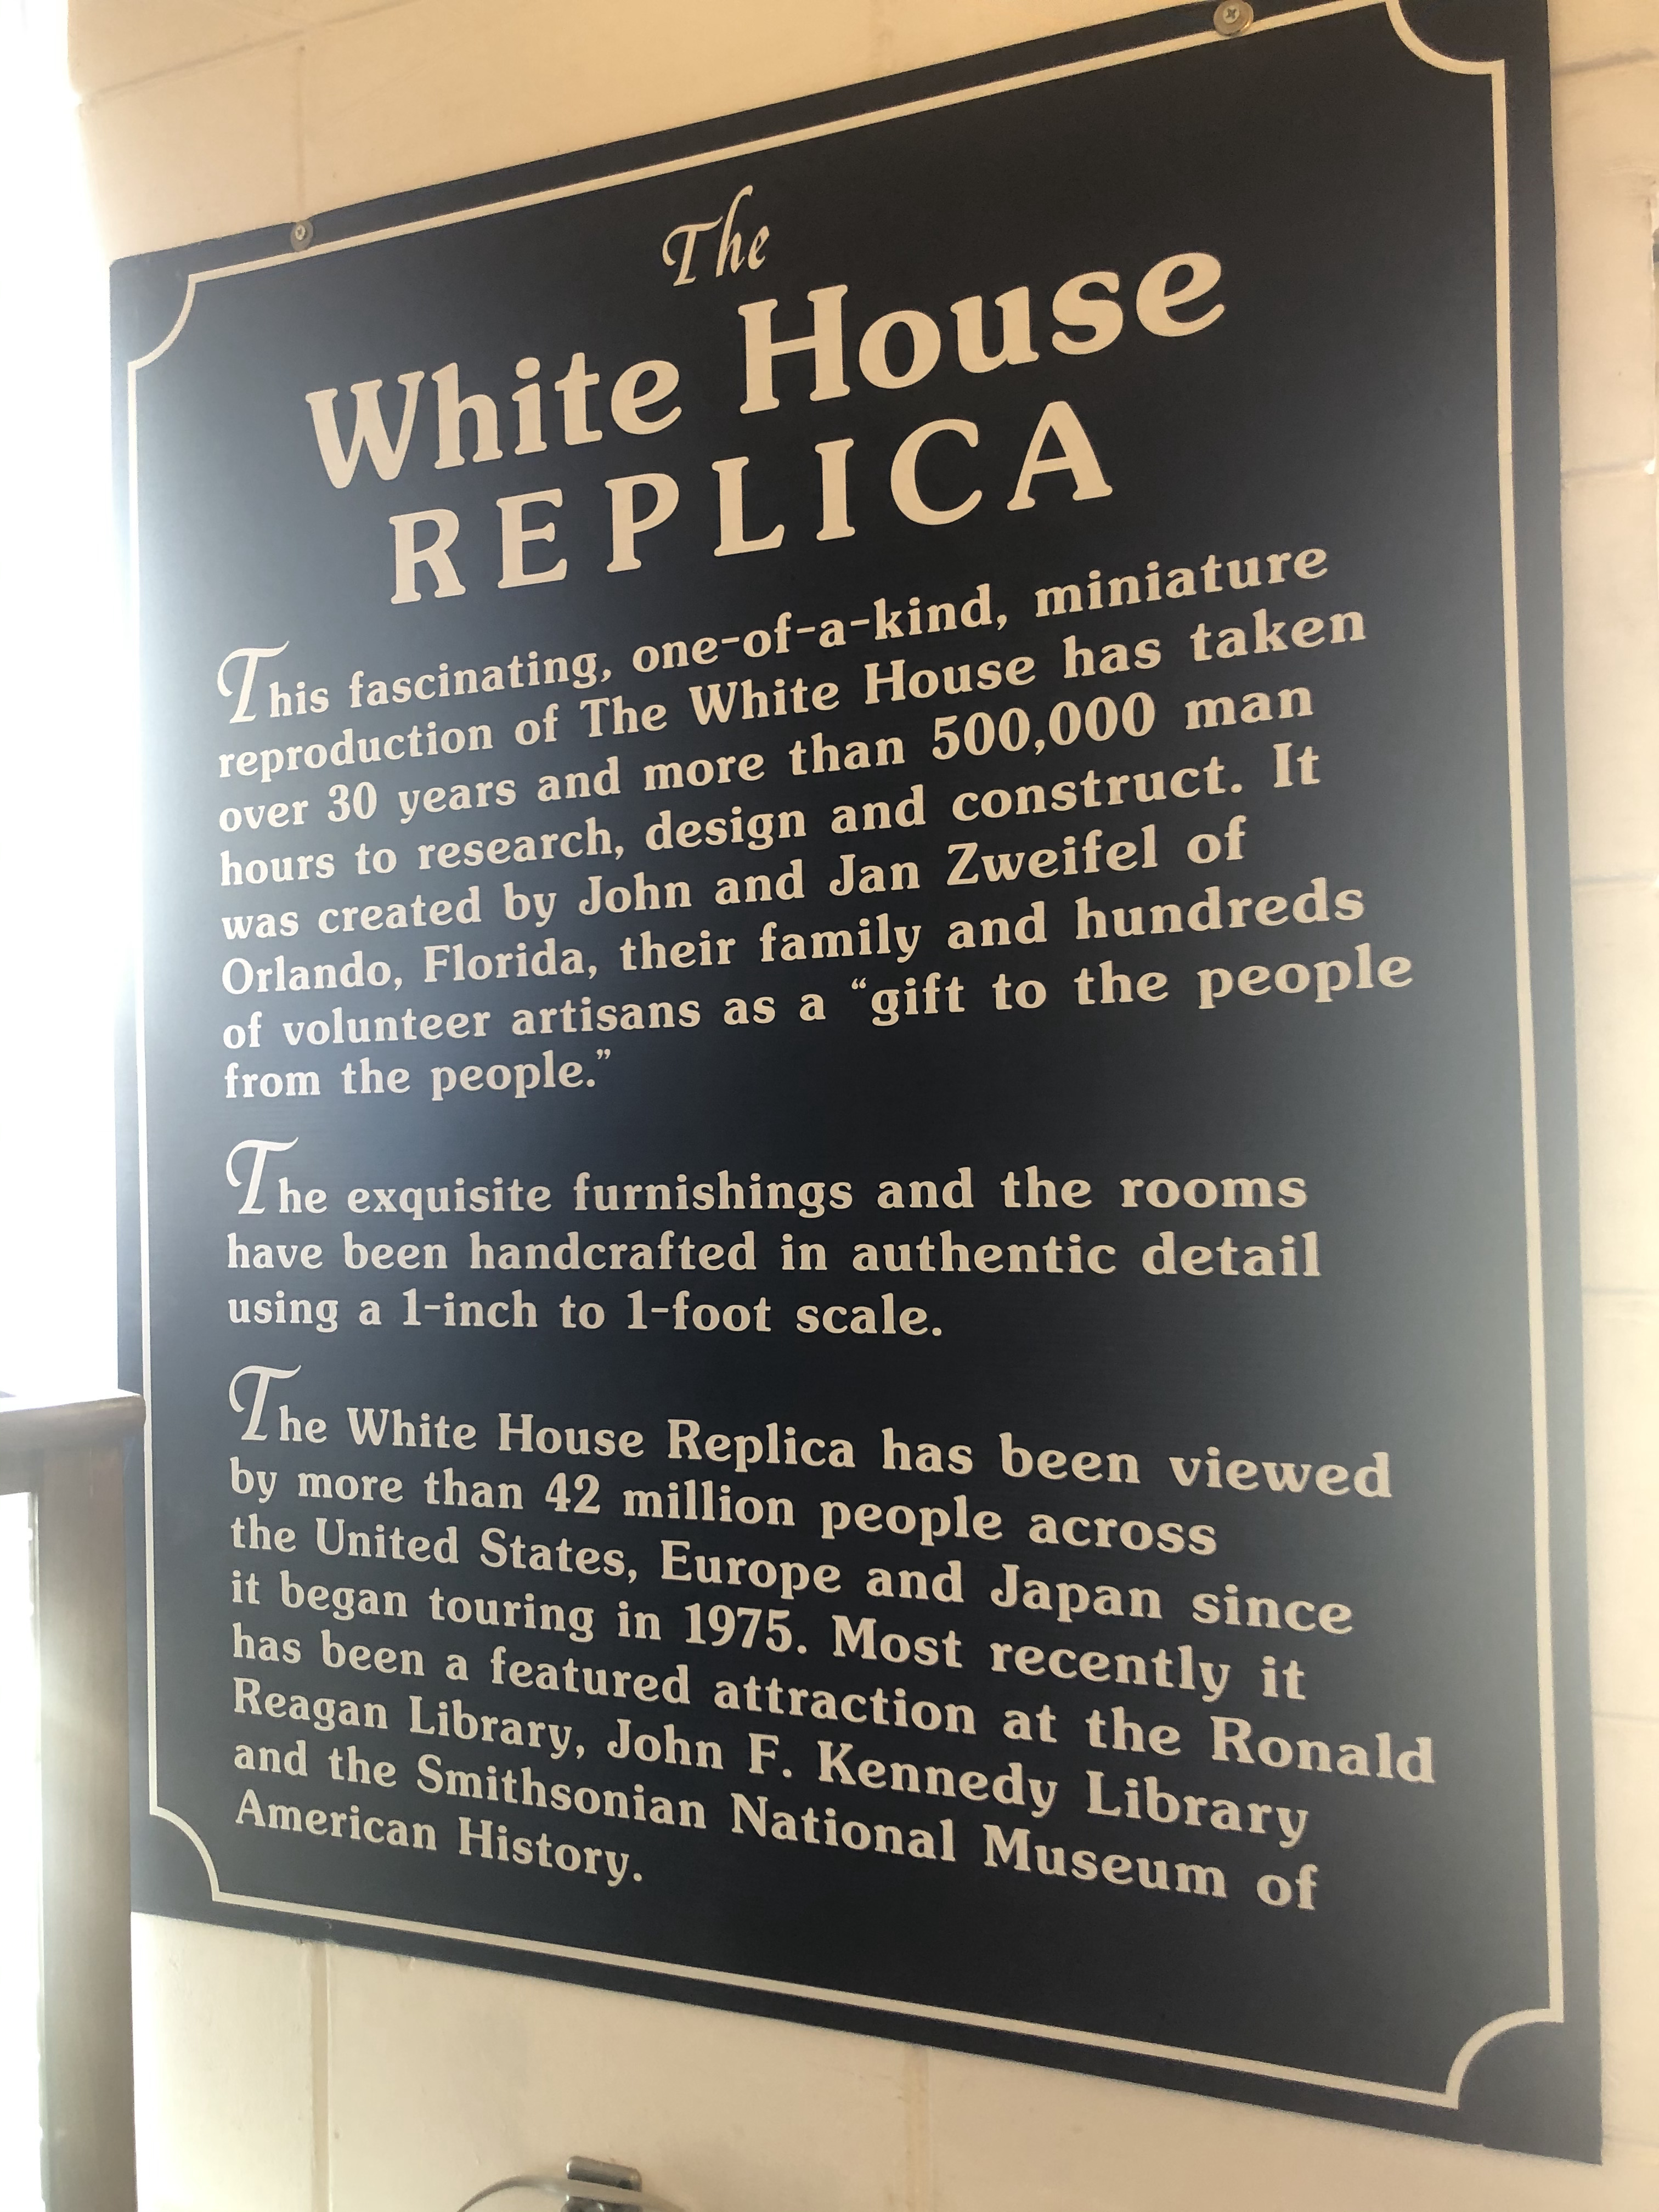 The
White House
REPLICA
This fascinating, one-of-a-kind, miniature
reproduction of The White House has taken
over 30 years and more than 500,000 man
hours to research, design and construct. It
was created by John and Jan Zweifel of
Orlando, Florida, their family and hundreds
of volunteer artisans as a “gift to the people
from the people.”
The exquisite furnishings and the rooms
have been handcrafted in authentic detail
using a 1-inch to 1-foot scale.
The White House Replica has been viewed
by more than 42 million people across
the United States, Europe and Japan since
it began touring in 1975. Most recently it
has been a featured attraction at the Ronald
Reagan Library, John F. Kennedy Library
and the Smithsonian National Museum of
American History.